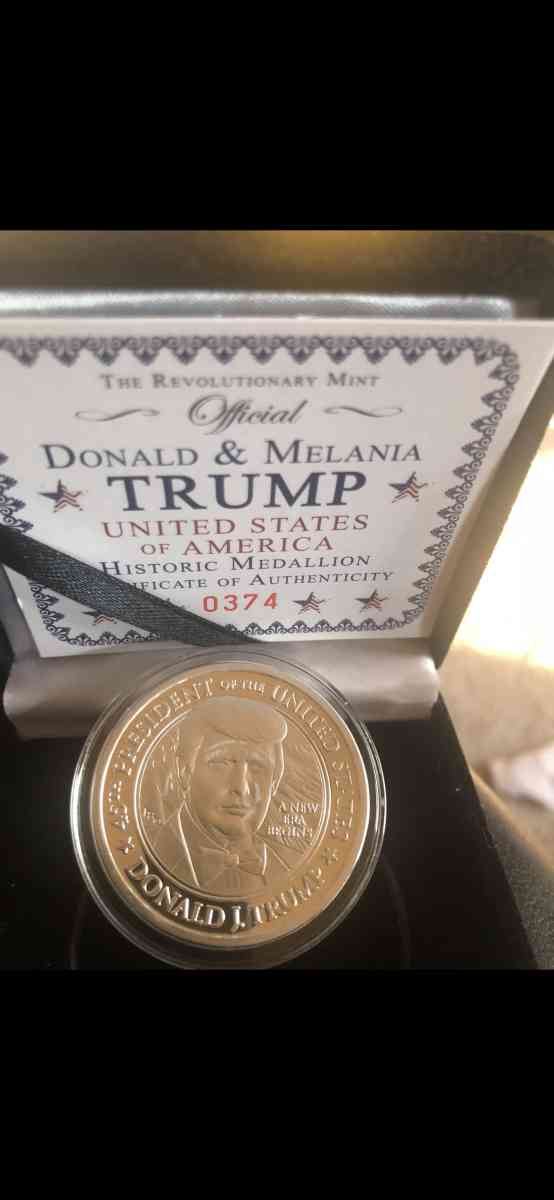 THE REVOLUTIONARY MINT
Official
DONALD & MELANIA
TRUMP
UNITED STATES
OF AMERICA
HISTORIC MEDALLION
OF AUTHENTICITY
0374
45TH PRESIDENT OF THE UNITED STATES
A NEW
ERA
BEGINS
DONALD J. TRUMP